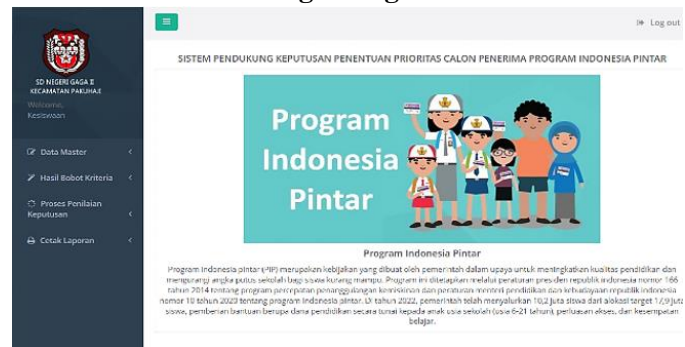 Log out
SISTEM PENDUKUNG KEPUTUSAN PENENTUAN PRIORITAS CALON PENERIMA PROGRAM INDONESIA PINTAR
SD NEGERI GAGA II
KECAMATAN PAKUHAJI
Welcome,
Kesiswaan
Data Master
Hasil Bobot Kriteria
Proses Penilaian
Keputusan
Cetak Laporan
Program
Indonesia
Pintar
Program Indonesia Pintar
Program Indonesia pintar (PIP) merupakan kebijakan yang dibuat oleh pemerintah dalam upaya untuk meningkatkan kualitas pendidikan dan
mengurangi angka putus sekolah bagi siswa kurang mampu. Program ini ditetapkan melalui peraturan presiden republik indonesia nomor 166
tahun 2014 tentang program percepatan penanggulangan kemiskinan dan peraturan menteri pendidikan dan kebudayaan republik indonesia
nomor 10 tahun 2020 tentang program indonesia pintar. Di tahun 2022, pemerintah telah menyalurkan 10,2 juta siswa dari alokasi target 17,9 juta
siswa, pemberian bantuan berupa dana pendidikan secara tunai kepada anak usia sekolah (usia 6-21 tahun), perluasan akses, dan kesempatan
belajar.